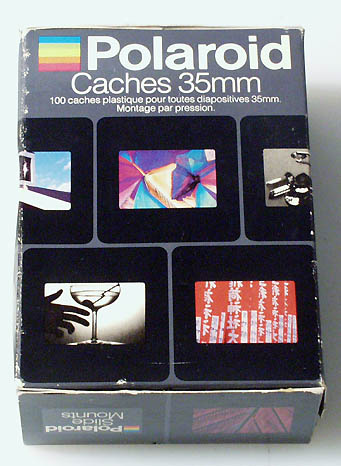 Polaroid
Caches 35mm
100 caches plastique pour toutes diapositives 35mm.
Montage par pression.
Polaroid
Slide
Mounts